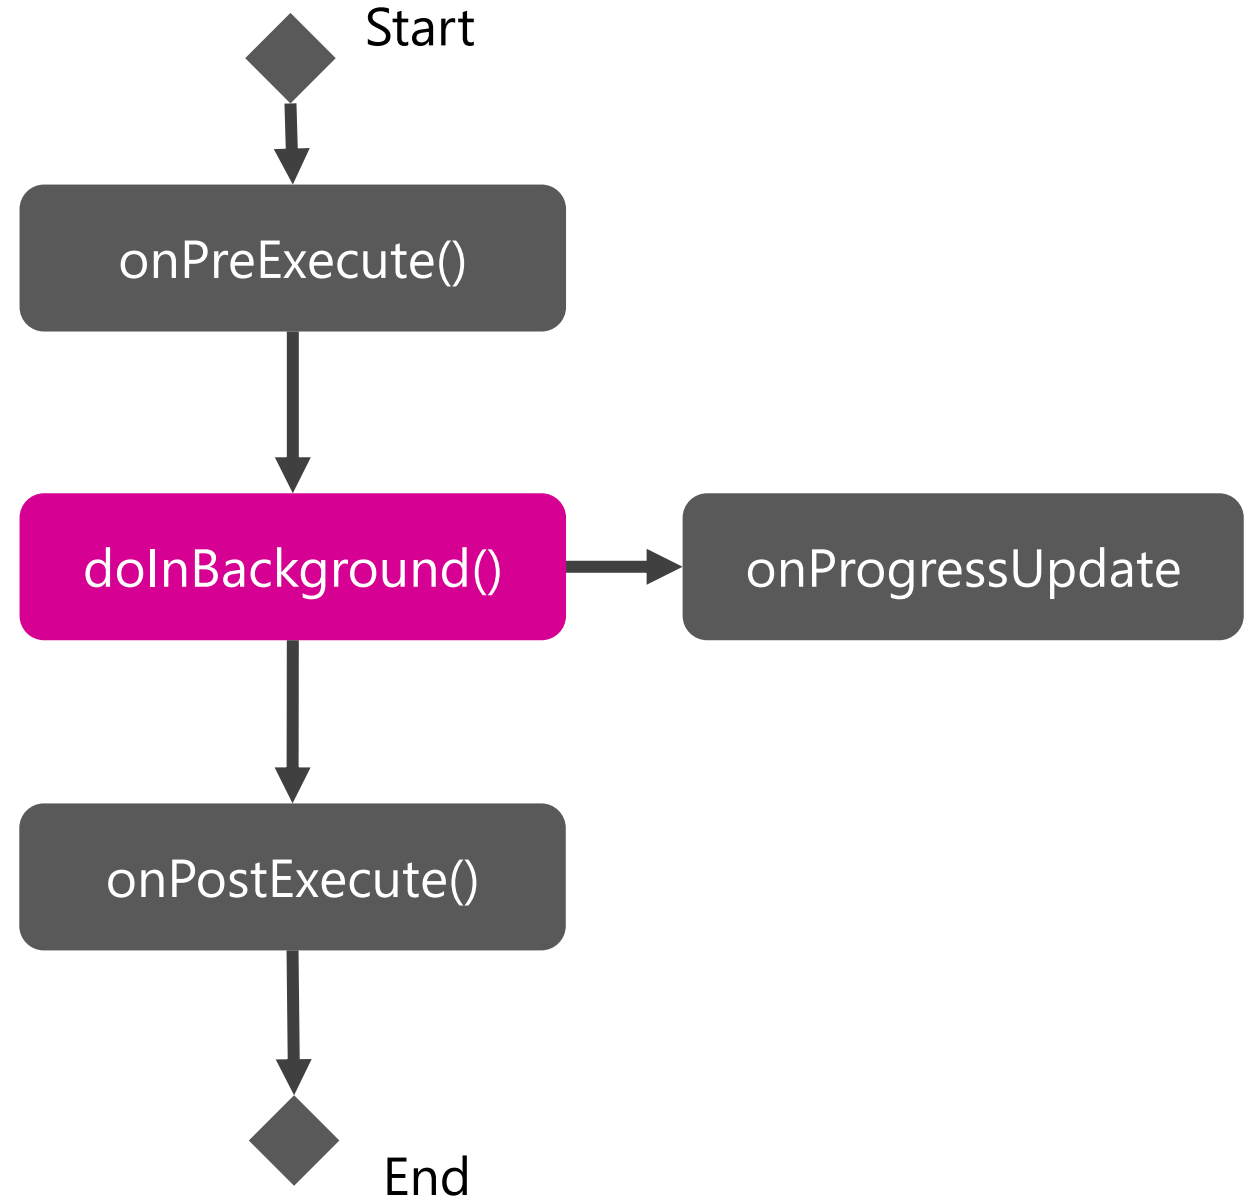 Start
onPreExecute()
doInBackground()
onProgressUpdate
onPostExecute()
End